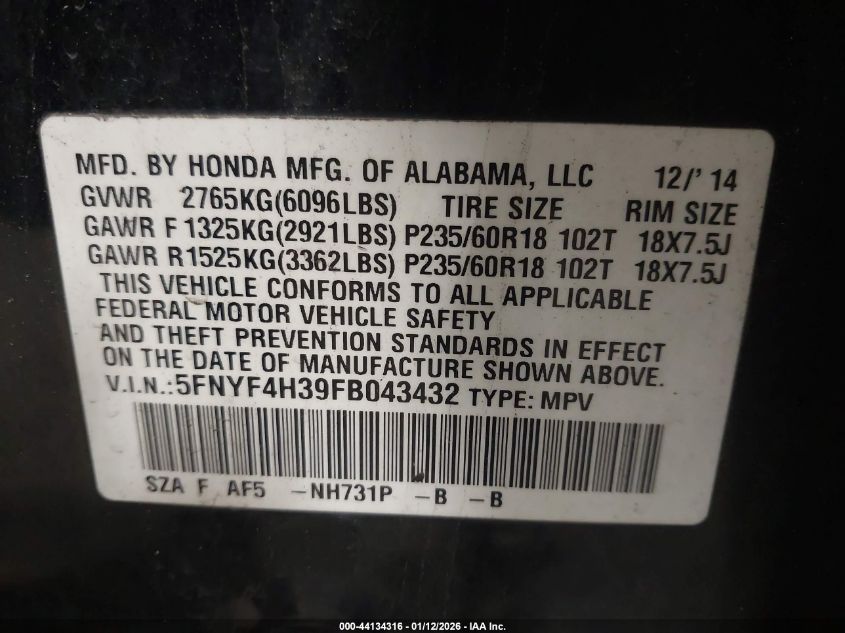 MFD. BY HONDA MFG. OF ALABAMA, LLC 12/' 14
GVWR 2765KG(6096LBS) TIRE SIZE RIM SIZE
GAWR F 1325KG(2921LBS) P235/60R18 102T 18X7.5J
GAWR R1525KG(3362LBS) P235/60R18 102T 18X7.5J
THIS VEHICLE CONFORMS TO ALL APPLICABLE
FEDERAL MOTOR VEHICLE SAFETY
AND THEFT PREVENTION STANDARDS IN EFFECT
ON THE DATE OF MANUFACTURE SHOWN ABOVE.
V.I.N.:5FNYF4H39FB043432 TYPE: MPV
SZA F AF5 -NH731P -B -B
000-44134316 - 01/12/2026 - IAA Inc.